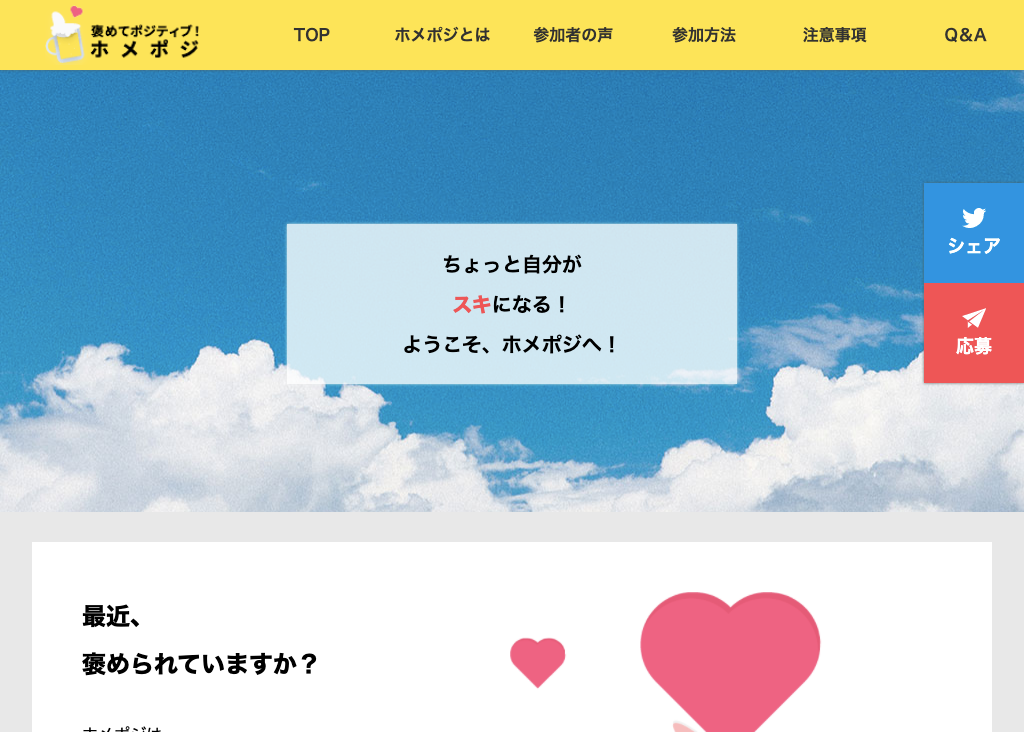 褒めてポジティブ！
ホメポジ
TOP
ホメポジとは
参加者の声
参加方法
注意事項
Q&A
シェア
応募
ちょっと自分が
スキになる！
ようこそ、ホメポジへ！
最近、
褒められていますか？
ホメポジは